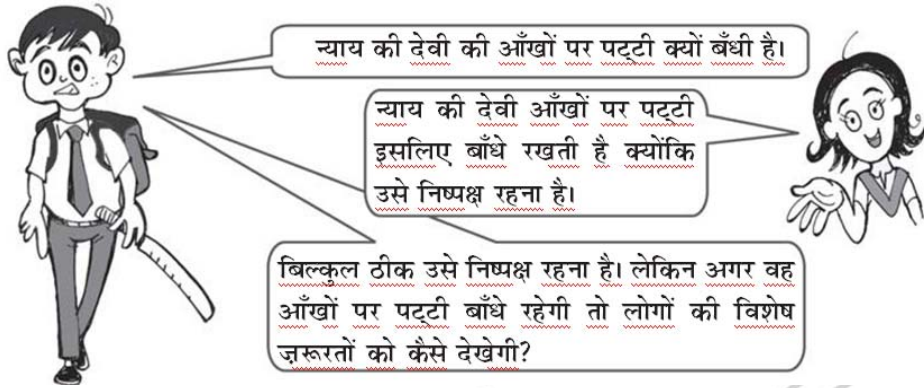 न्याय की देवी की आँखों पर पट्टी क्यों बँधी है।
न्याय की देवी आँखों पर पट्टी
इसलिए बाँधे रखती है क्योंकि
उसे निष्पक्ष रहना है।
बिल्कुल ठीक उसे निष्पक्ष रहना है। लेकिन अगर वह
आँखों पर पट्टी बाँधे रहेगी तो लोगों की विशेष
ज़रूरतों को कैसे देखेगी?